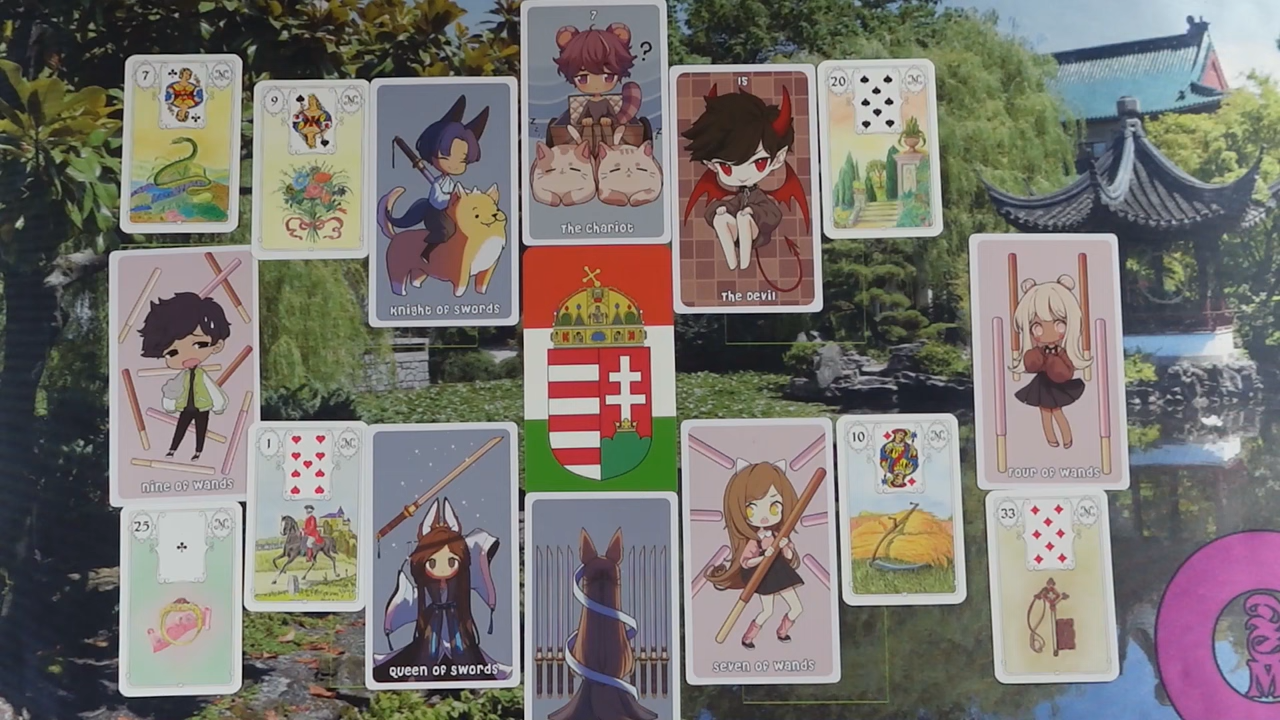 7
9
Knight of Swords
7
?
z
z
z
z
The Chariot
15
The Devil
20
Nine of Wands
Four of Wands
25
1
Queen of Swords
Seven of Wands
10
33